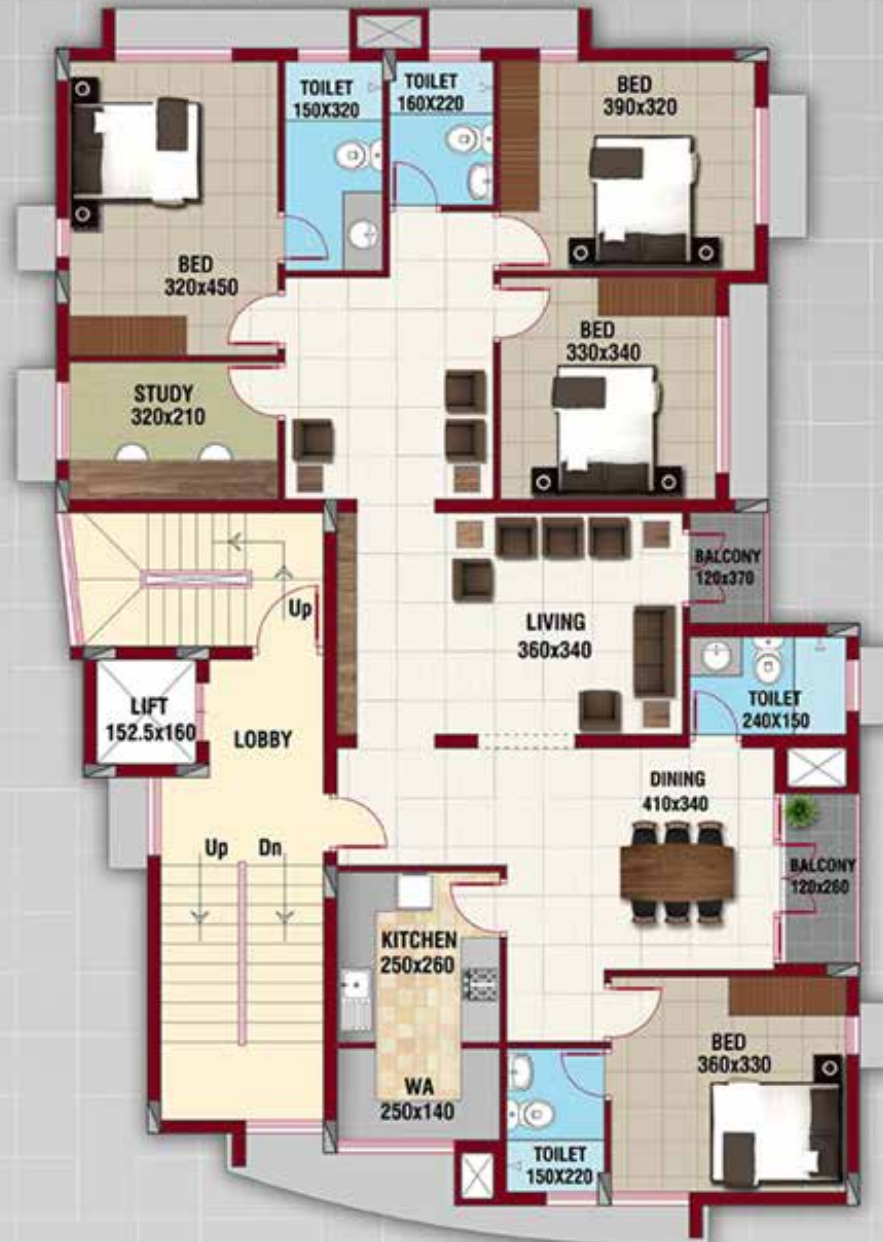 TOILET
150X320
TOILET
160X220
BED
390x320
BED
320x450
BED
330x340
STUDY
320x210
BALCONY
120x370
Up
LIVING
360x340
LIFT
152.5x160
LOBBY
TOILET
240X150
DINING
410x340
Up
Dn
BALCONY
120x260
KITCHEN
250x260
BED
360x330
WA
250x140
TOILET
150X220